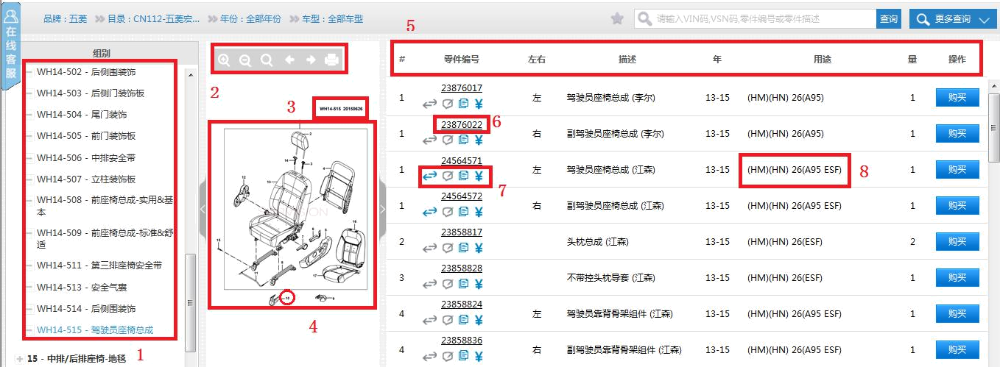 在线客服
品牌 : 五菱 >> 目录 : CN112-五菱宏... >> 年份 : 全部年份 >> 车型 : 全部车型
请输入VIN码,VSN码,零件编号或零件描述
查询
更多查询
组别
WH14-502 - 后侧围装饰
WH14-503 - 后侧门装饰板
WH14-504 - 尾门装饰
WH14-505 - 前门装饰板
WH14-506 - 中排安全带
WH14-507 - 立柱装饰板
WH14-508 - 前座椅总成-实用&基
本
WH14-509 - 前座椅总成-标准&舒
适
WH14-511 - 第三排座椅安全带
WH14-513 - 安全气囊
WH14-514 - 后侧围装饰
WH14-515 - 驾驶员座椅总成
15 - 中排/后排座椅-地毯
1
2
3
WH14-515 20150626
2
14
3
4
12
13
1
16
15
7
6
5
8
11
17
10
9
4
5
# 零件编号 左右 描述 年 用途 量 操作
1 23876017 左 驾驶员座椅总成 (李尔) 13-15 (HM)(HN) 26(A95) 1 购买
1 23876022 右 副驾驶员座椅总成 (李尔) 13-15 (HM)(HN) 26(A95) 1 购买
6
1 24564571 左 驾驶员座椅总成 (江森) 13-15 (HM)(HN) 26(A95 ESF) 1 购买
7
8
1 24564572 右 副驾驶员座椅总成 (江森) 13-15 (HM)(HN) 26(A95 ESF) 1 购买
2 23858817 头枕总成 (江森) 13-15 (HM)(HN) 26(ESF) 2 购买
3 23858828 不带控头枕导套 (江森) 13-15 (HM)(HN) 26(ESF) 1 购买
4 23858824 左 驾驶员靠背骨架组件 (江森) 13-15 (HM)(HN) 26(A95 ESF) 1 购买
4 23858836 右 副驾驶员靠背骨架组件 (江森) 13-15 (HM)(HN) 26(A95 ESF) 1 购买